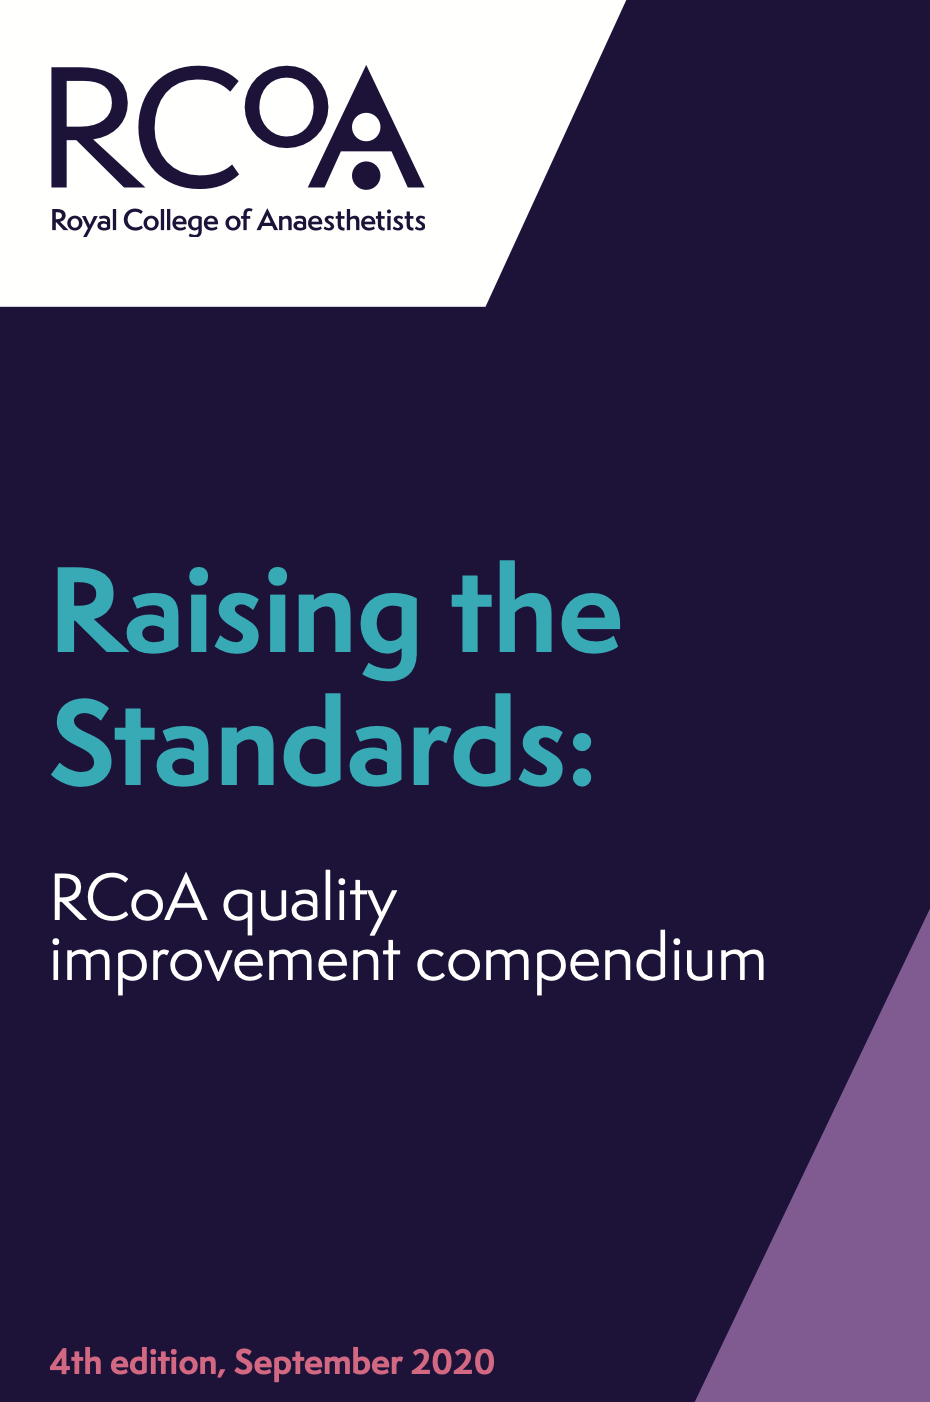 RCoA
Royal College of Anaesthetists
Raising the
Standards:
RCoA quality
improvement compendium
4th edition, September 2020